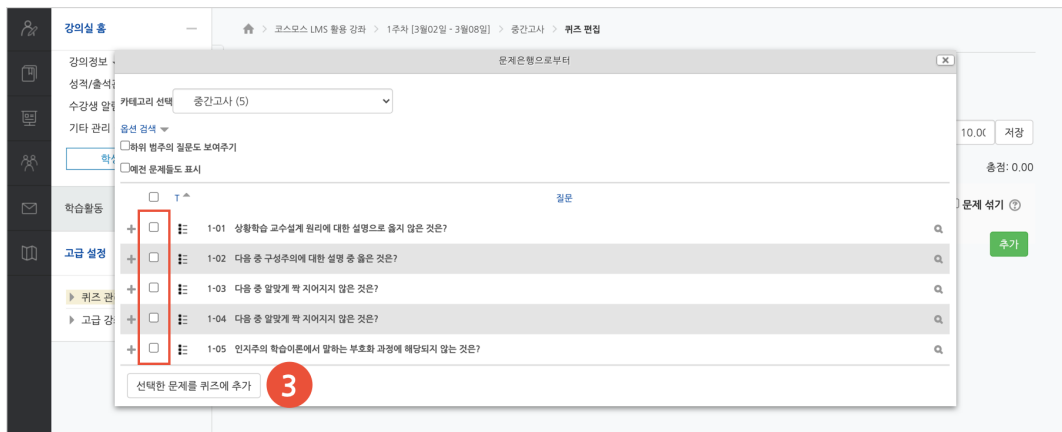 강의실 홈
코스모스 LMS 활용 강좌 > 1주차 [3월02일 - 3월08일] > 중간고사 > 퀴즈 편집
강의정보
성적/출석
수강생 알
기타 관리
학습활동
고급 설정
퀴즈 관
고급 강
문제은행으로부터
카테고리 선택 중간고사 (5)
옵션 검색
하위 범주의 질문도 보여주기
예전 문제들도 표시
T 질문
1-01 상황학습 교수설계 원리에 대한 설명으로 옳지 않은 것은?
1-02 다음 중 구성주의에 대한 설명 중 옳은 것은?
1-03 다음 중 알맞게 짝 지어지지 않은 것은?
1-04 다음 중 알맞게 짝 지어지지 않은 것은?
1-05 인지주의 학습이론에서 말하는 부호화 과정에 해당되지 않는 것은?
선택한 문제를 퀴즈에 추가
3
10.00 저장
총점: 0.00
문제 섞기
추가